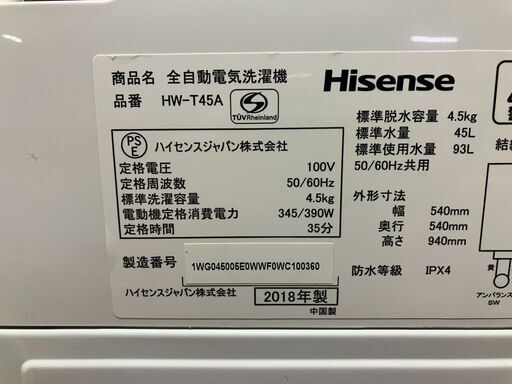 商品名 全自動電気洗濯機
品番 HW-T45A
TÜVRheinland
Hisense
PS
E
ハイセンスジャパン株式会社
定格電圧 100V
定格周波数 50/60Hz
標準洗濯容量 4.5kg
電動機定格消費電力 345/390W
定格時間 35分
製造番号 1WG045005E0WWF0WC100360
ハイセンスジャパン株式会社 2018年製
中国製
標準脱水容量 4.5kg
標準水量 45L
標準使用水量 93L
50/60Hz共用
外形寸法
幅 540mm
奥行 540mm
高さ 940mm
防水等級 IPX4
結
黄
アンバランス
SW